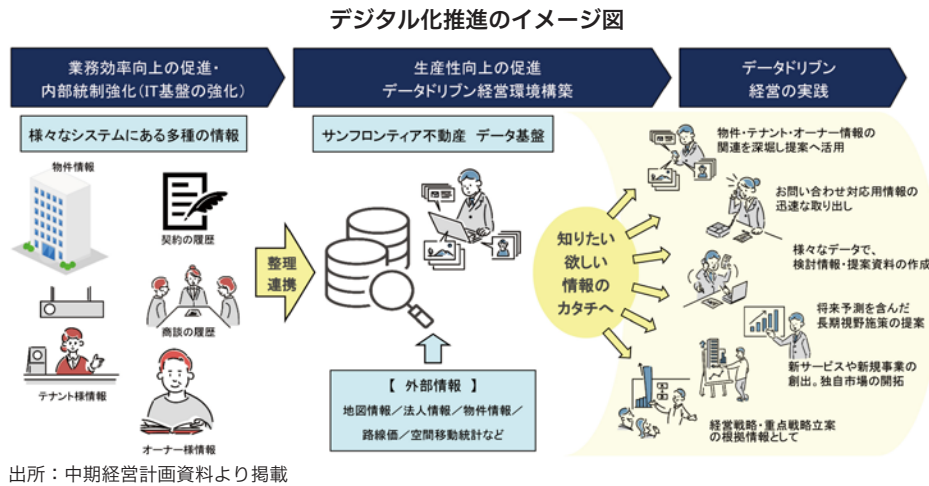 デジタル化推進のイメージ図
業務効率向上の促進・
内部統制強化（IT基盤の強化）
生産性向上の促進
データドリブン経営環境構築
データドリブン
経営の実践
様々なシステムにある多種の情報
物件情報
契約の履歴
商談の履歴
テナント様情報
オーナー様情報
整理
連携
サンフロンティア不動産 データ基盤
【 外部情報 】
地図情報／法人情報／物件情報／
路線価／空間移動統計など
知りたい
欲しい
情報の
カタチへ
物件・テナント・オーナー情報の
関連を深堀し提案へ活用
お問い合わせ対応用情報の
迅速な取り出し
様々なデータで、
検討情報・提案資料の作成
将来予測を含んだ
長期視野施策の提案
新サービスや新規事業の
創出。独自市場の開拓
経営戦略・重点戦略立案
の根拠情報として
出所：中期経営計画資料より掲載